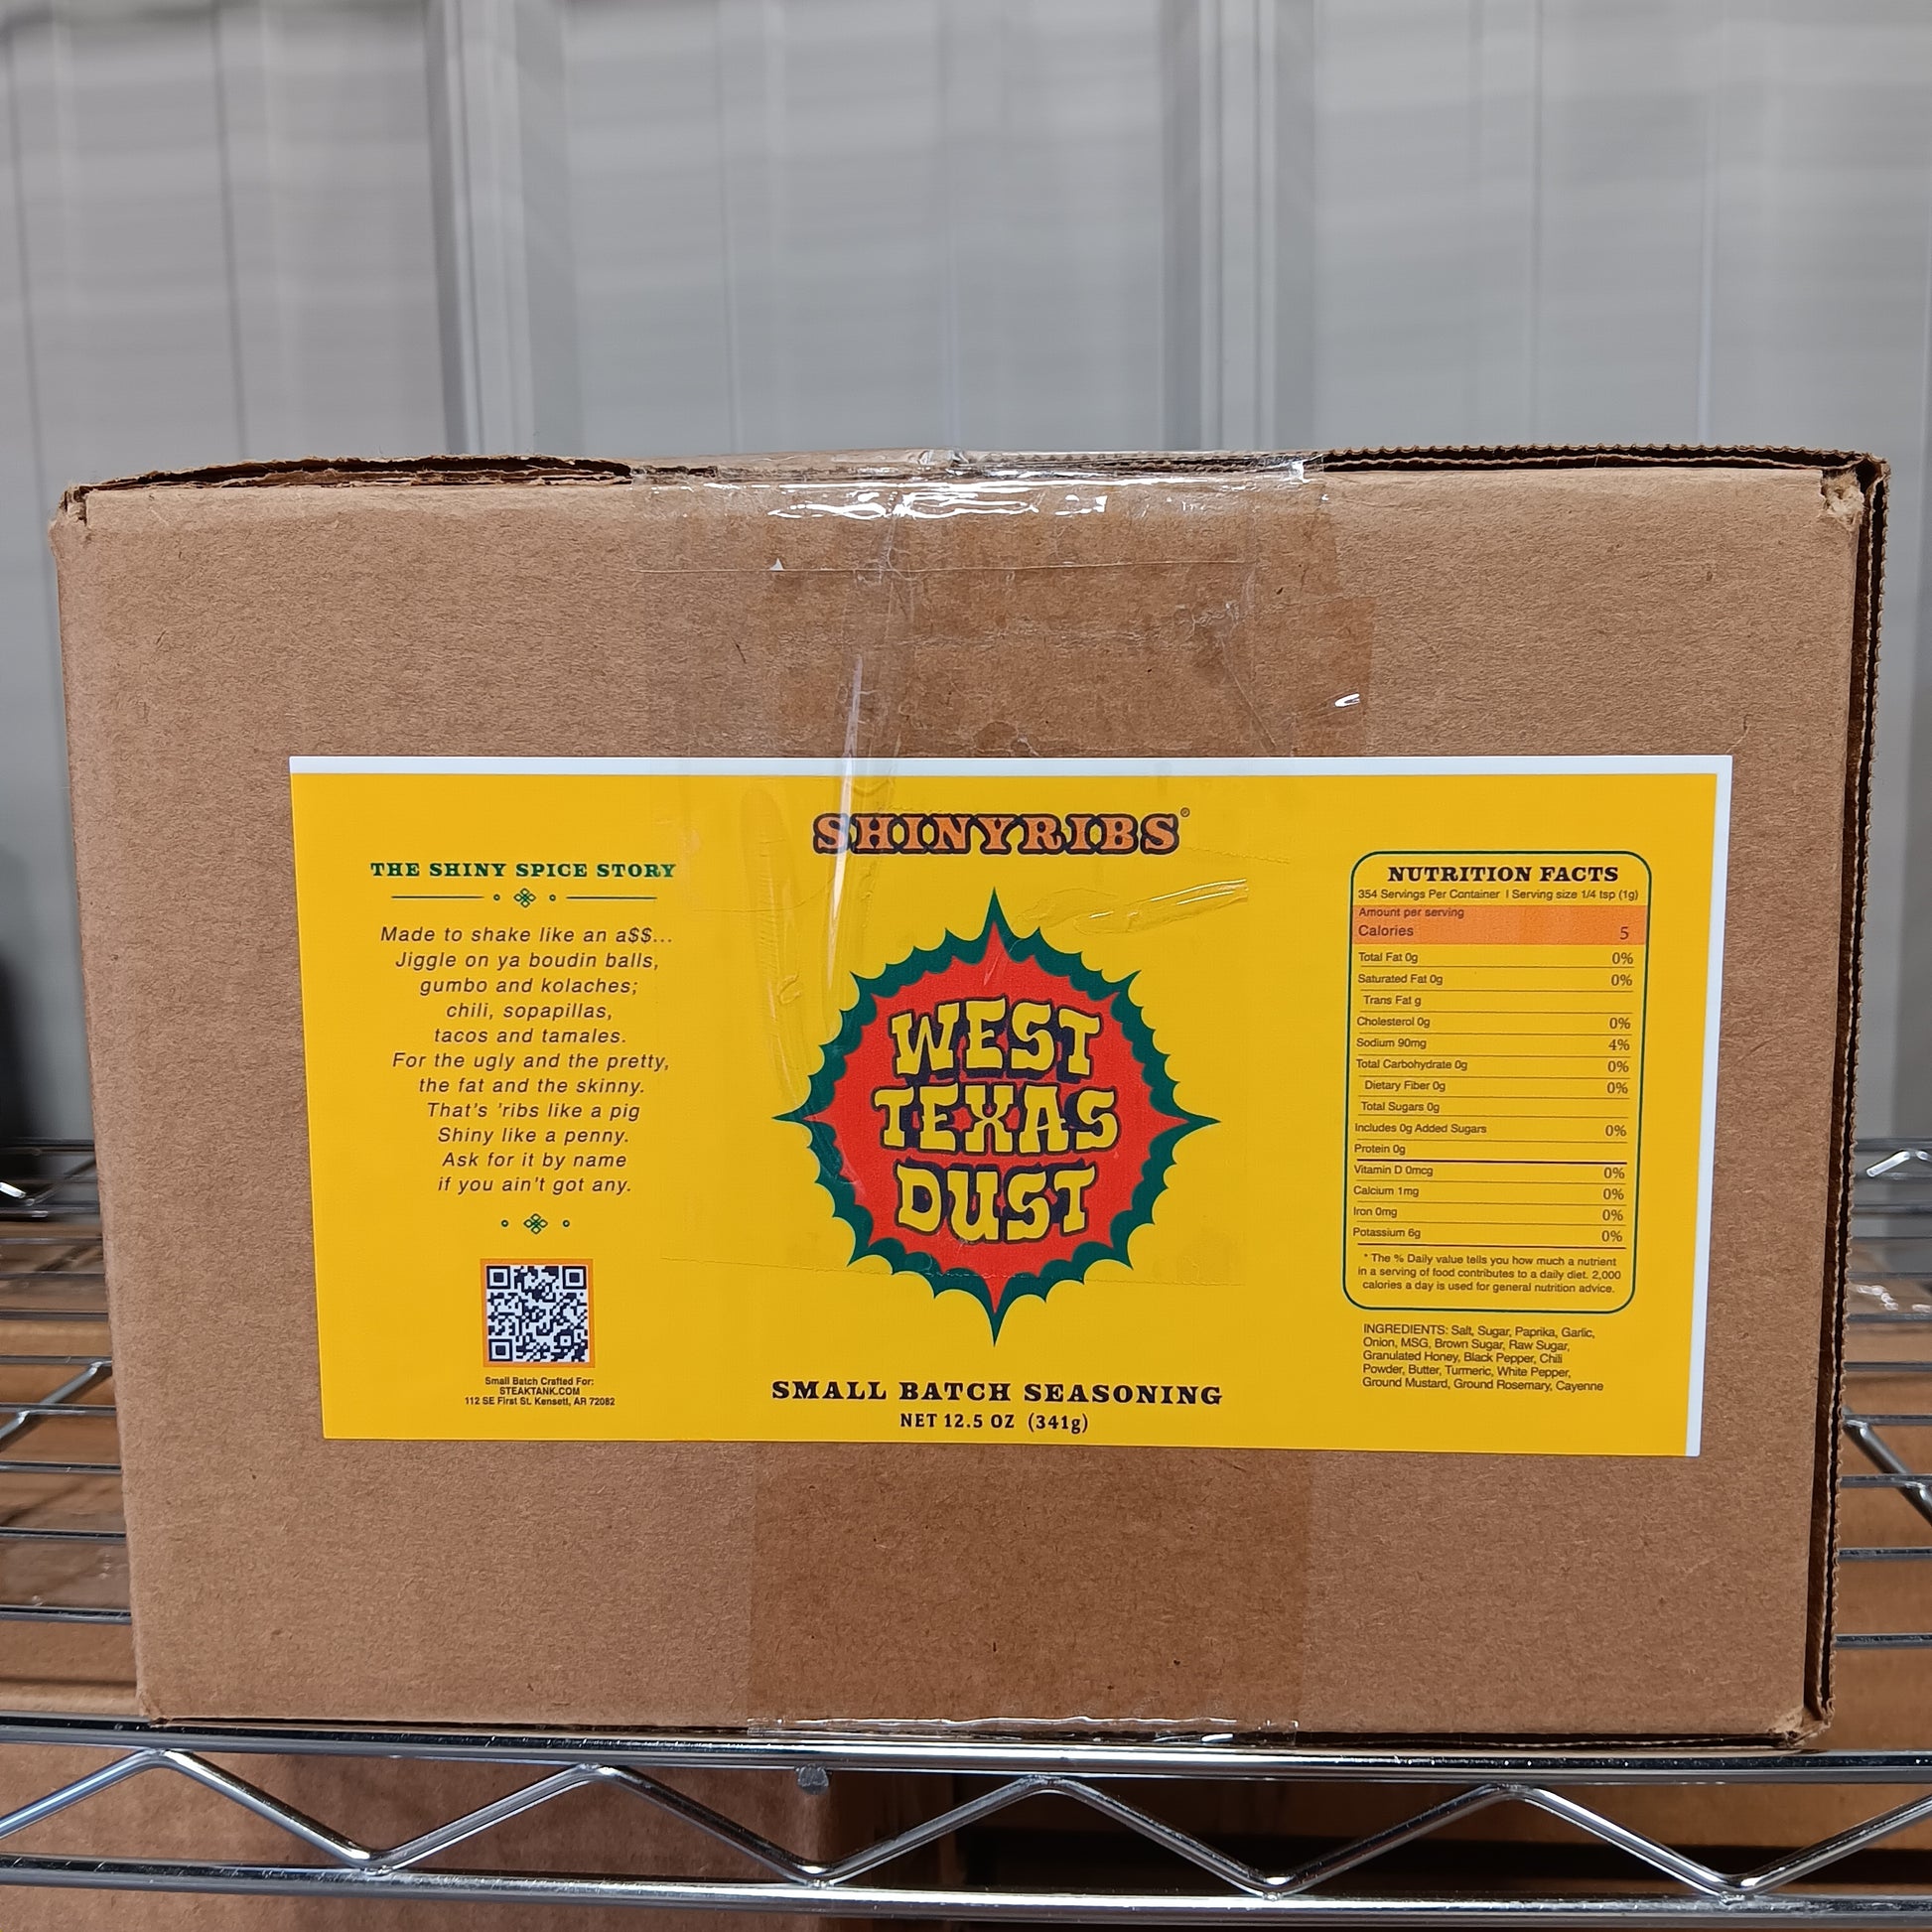 THE SHINY SPICE STORY
Made to shake like an a$$...
Jiggle on ya boudin balls,
gumbo and kolaches;
chili, sopapillas,
tacos and tamales.
For the ugly and the pretty,
the fat and the skinny.
That's 'ribs like a pig
Shiny like a penny.
Ask for it by name
if you ain't got any.
Small Batch Crafted For:
STEAKTANK.COM
112 SE First St. Kensett, AR 72082
SHINYRIBS®
WEST
TEXAS
DUST
SMALL BATCH SEASONING
NET 12.5 OZ (341g)
NUTRITION FACTS
354 Servings Per Container | Serving size 1/4 tsp (1g)
Amount per serving
Calories 5
Total Fat 0g 0%
Saturated Fat 0g 0%
Trans Fat g
Cholesterol 0g 0%
Sodium 90mg 4%
Total Carbohydrate 0g 0%
Dietary Fiber 0g 0%
Total Sugars 0g
Includes 0g Added Sugars 0%
Protein 0g
Vitamin D 0mcg 0%
Calcium 1mg 0%
Iron 0mg 0%
Potassium 6g 0%
* The % Daily value tells you how much a nutrient
in a serving of food contributes to a daily diet. 2,000
calories a day is used for general nutrition advice.
INGREDIENTS: Salt, Sugar, Paprika, Garlic,
Onion, MSG, Brown Sugar, Raw Sugar,
Granulated Honey, Black Pepper, Chili
Powder, Butter, Turmeric, White Pepper,
Ground Mustard, Ground Rosemary, Cayenne